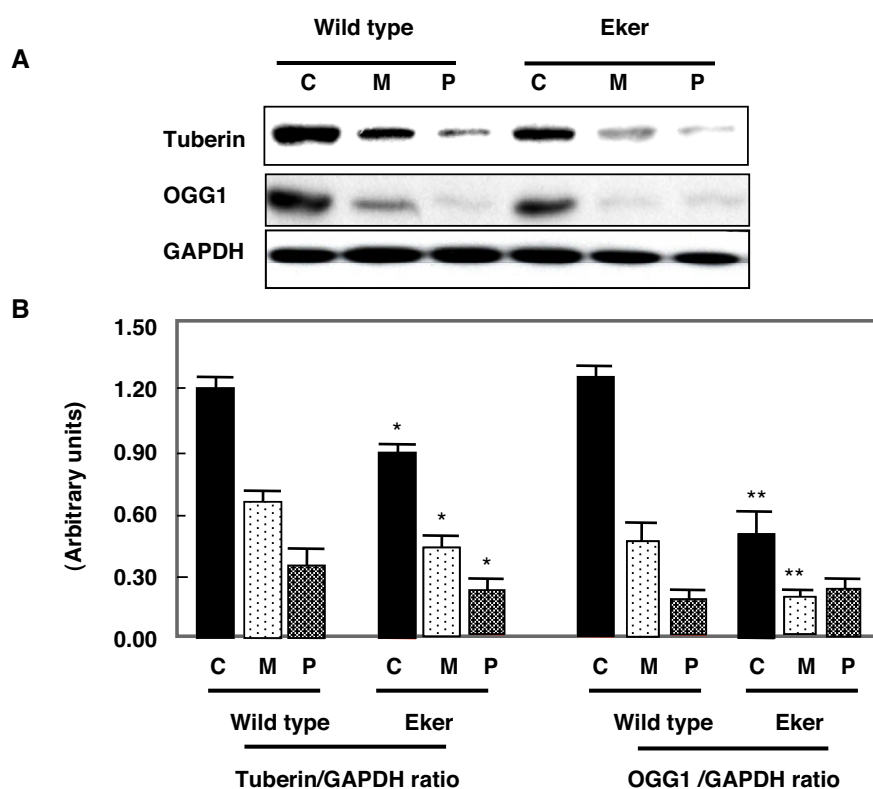 Wild type Eker
A
C M P C M P
Tuberin
OGG1
GAPDH
B
1.50
1.20
0.90
0.60
0.30
0.00
(Arbitrary units)
* * * ** **
C M P C M P C M P C M P
Wild type Eker Wild type Eker
Tuberin/GAPDH ratio OGG1 /GAPDH ratio